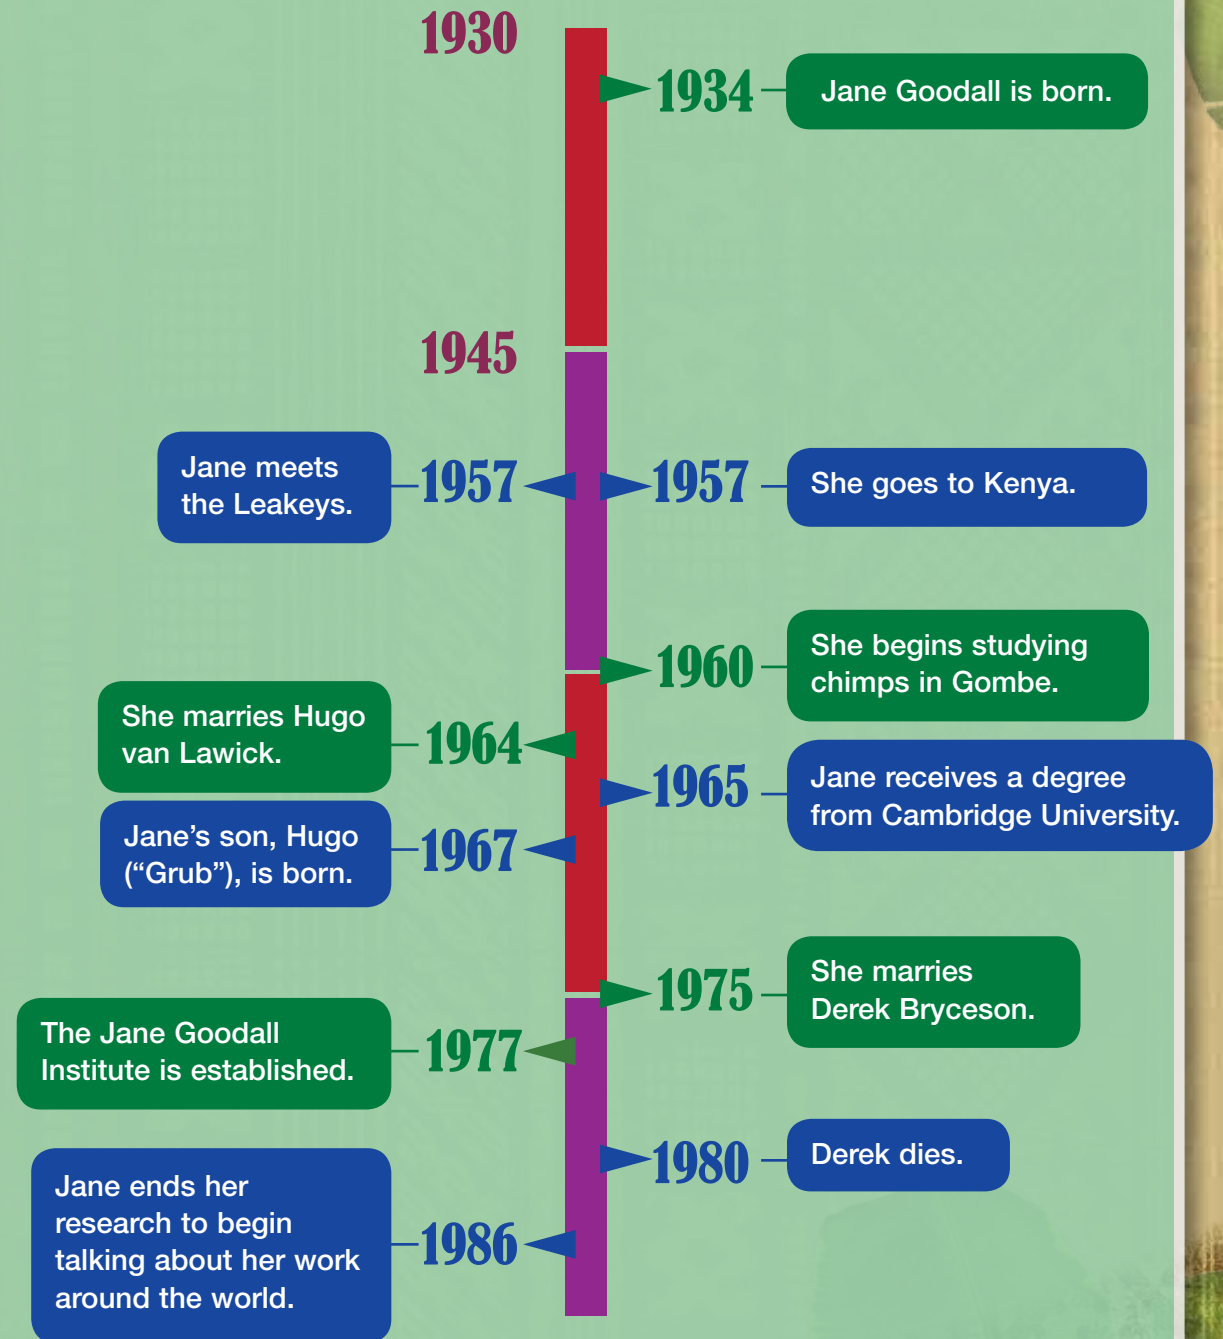 1930
1934
Jane Goodall is born.
1945
Jane meets
the Leakeys.
1957
1957
She goes to Kenya.
1960
She begins studying
chimps in Gombe.
She marries Hugo
van Lawick.
1964
1965
Jane receives a degree
from Cambridge University.
Jane’s son, Hugo
(“Grub”), is born.
1967
1975
She marries
Derek Bryceson.
The Jane Goodall
Institute is established.
1977
1980
Derek dies.
Jane ends her
research to begin
talking about her work
around the world.
1986